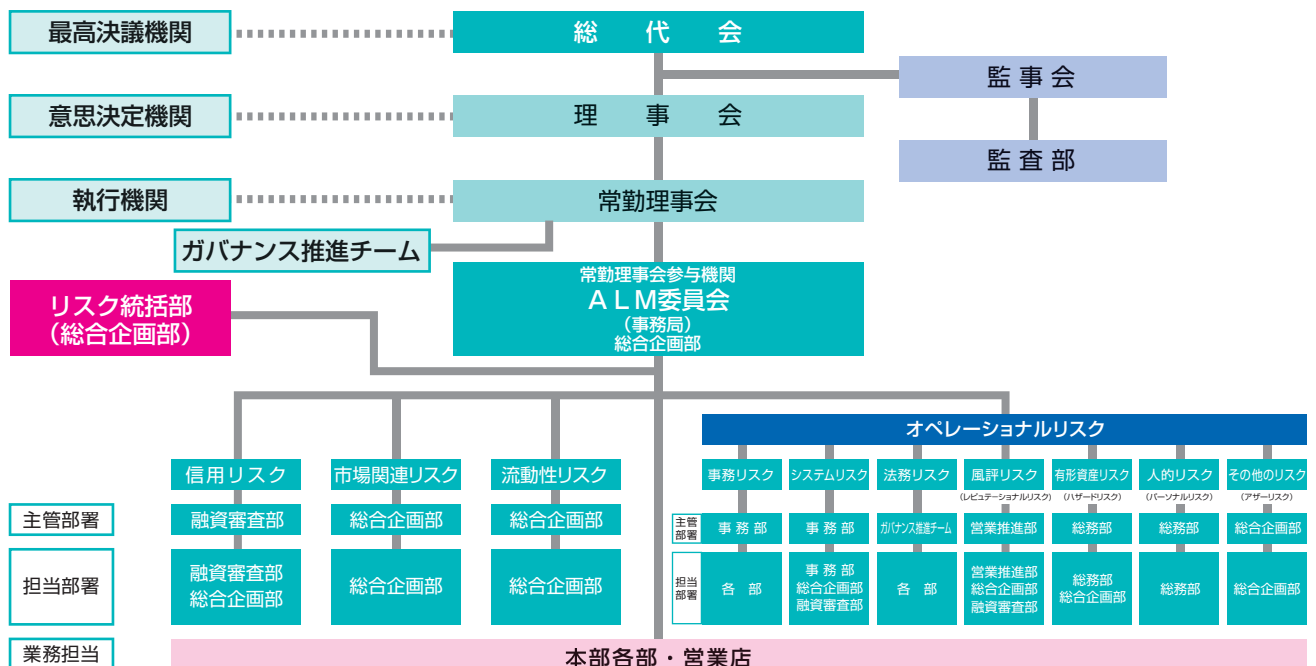 最高決議機関
総代会
監事会
意思決定機関
理事会
監査部
執行機関
常勤理事会
ガバナンス推進チーム
常勤理事会参与機関
ＡＬＭ委員会
（事務局）
総合企画部
リスク統括部
（総合企画部）
オペレーショナルリスク
信用リスク
市場関連リスク
流動性リスク
事務リスク
システムリスク
法務リスク
風評リスク
（レピュテーショナルリスク）
有形資産リスク
（ハザードリスク）
人的リスク
（パーソナルリスク）
その他のリスク
（アザーリスク）
主管部署
融資審査部
総合企画部
総合企画部
主管
部署
事務部
事務部
ガバナンス推進チーム
営業推進部
総務部
総務部
総合企画部
担当部署
融資審査部
総合企画部
総合企画部
総合企画部
担当
部署
各部
事務部
総合企画部
融資審査部
各部
営業推進部
総合企画部
融資審査部
総務部
総合企画部
総務部
総合企画部
業務担当
本部各部・営業店